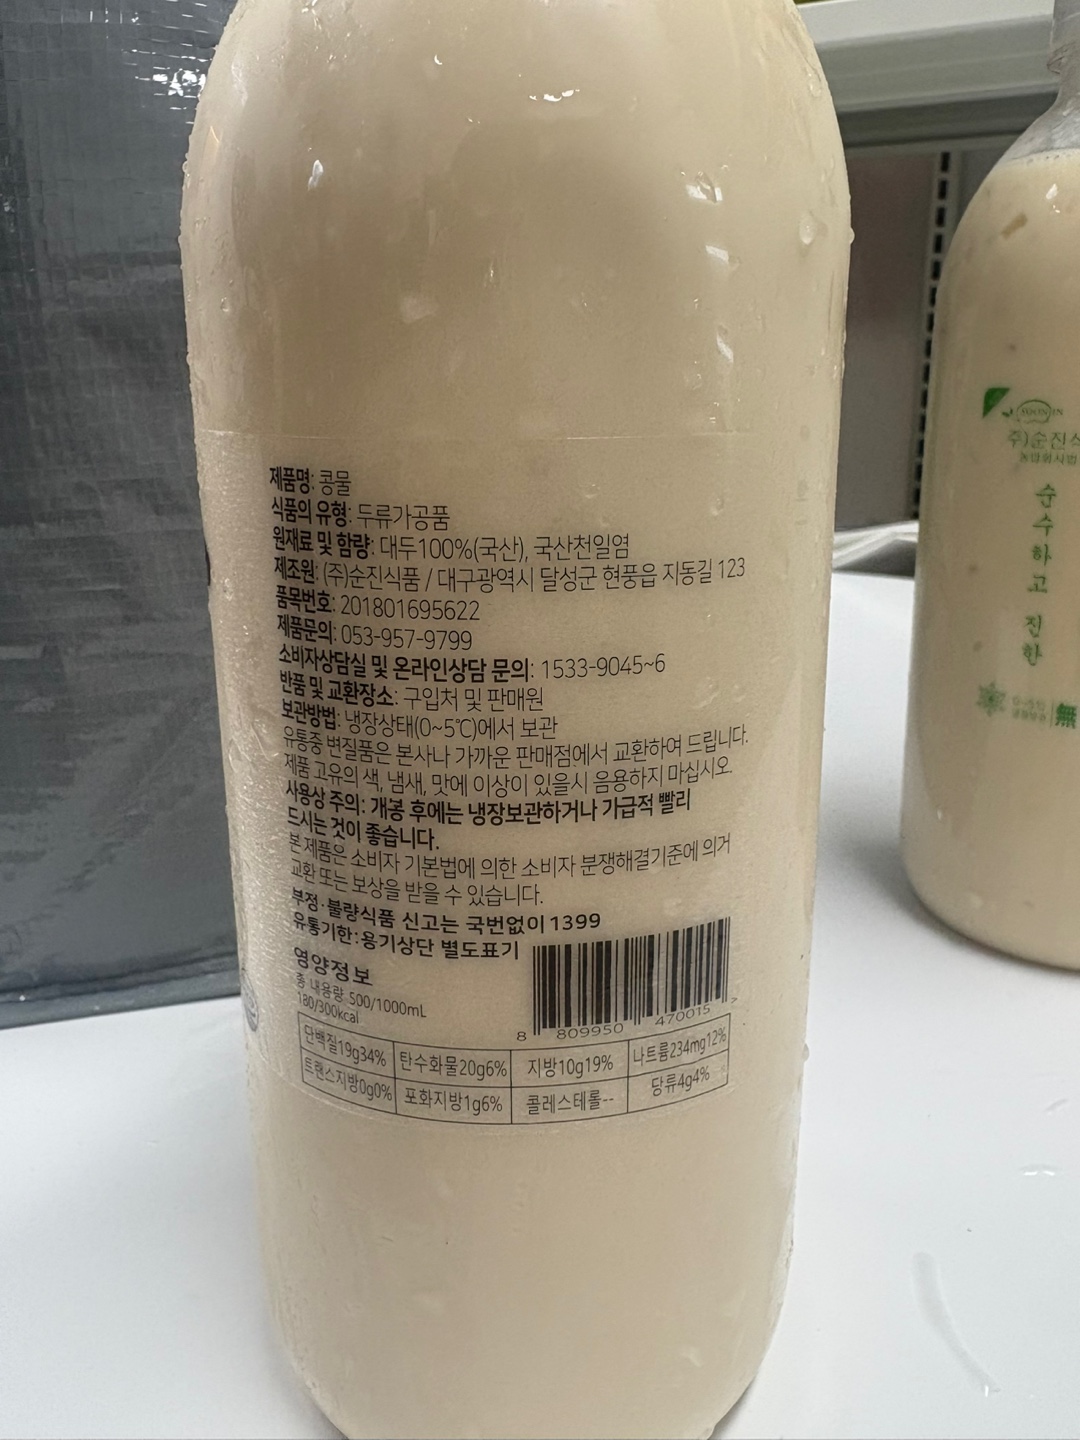 제품명: 콩물
식품의 유형: 두류가공품
원재료 및 함량: 대두100%(국산), 국산천일염
제조원: (주)순진식품 / 대구광역시 달성군 현풍읍 지동길 123
품목번호: 201801695622
제품문의: 053-957-9799
소비자상담실 및 온라인상담 문의: 1533-9045~6
반품 및 교환장소: 구입처 및 판매원
보관방법: 냉장상태(0~5℃)에서 보관
유통중 변질품은 본사나 가까운 판매점에서 교환하여 드립니다.
제품 고유의 색, 냄새, 맛에 이상이 있을시 음용하지 마십시오.
사용상 주의: 개봉 후에는 냉장보관하거나 가급적 빨리
드시는 것이 좋습니다.
본 제품은 소비자 기본법에 의한 소비자 분쟁해결기준에 의거
교환 또는 보상을 받을 수 있습니다.
부정·불량식품 신고는 국번없이 1399
유통기한: 용기상단 별도표기
영양정보
총 내용량 500/1000mL
180/300kcal
8 809950 470015 >
단백질19g34% 탄수화물20g6% 지방10g19% 나트륨234mg12%
트랜스지방0g0% 포화지방1g6% 콜레스테롤-- 당류4g4%
주)순진식
순수하고 진한
無